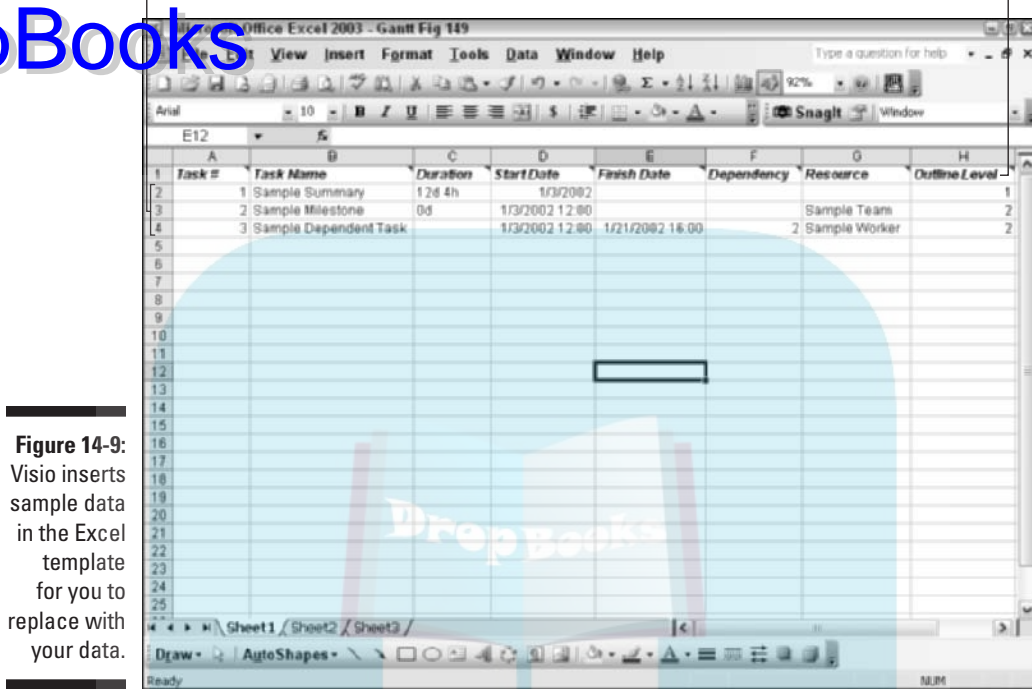 pBooks
Microsoft Office Excel 2003 - Gantt Fig 149
View Insert Format Tools Data Window Help
Type a question for help
92%
Arial 10 B I U $ A SnagIt Window
E12 fx
A B C D E F G H
1 Task # Task Name Duration Start Date Finish Date Dependency Resource Outline Level
2 1 Sample Summary 12d 4h 1/3/2002 1
3 2 Sample Milestone 0d 1/3/2002 12:00 Sample Team 2
4 3 Sample Dependent Task 1/3/2002 12:00 1/21/2002 16:00 2 Sample Worker 2
5
6
7
8
9
10
11
12
13
14
15
16
17
18
19
20
21
22
23
24
25
DropBooks
Sheet1 / Sheet2 / Sheet3 /
Draw AutoShapes
Ready NUM
Figure 14-9:
Visio inserts
sample data
in the Excel
template
for you to
replace with
your data.